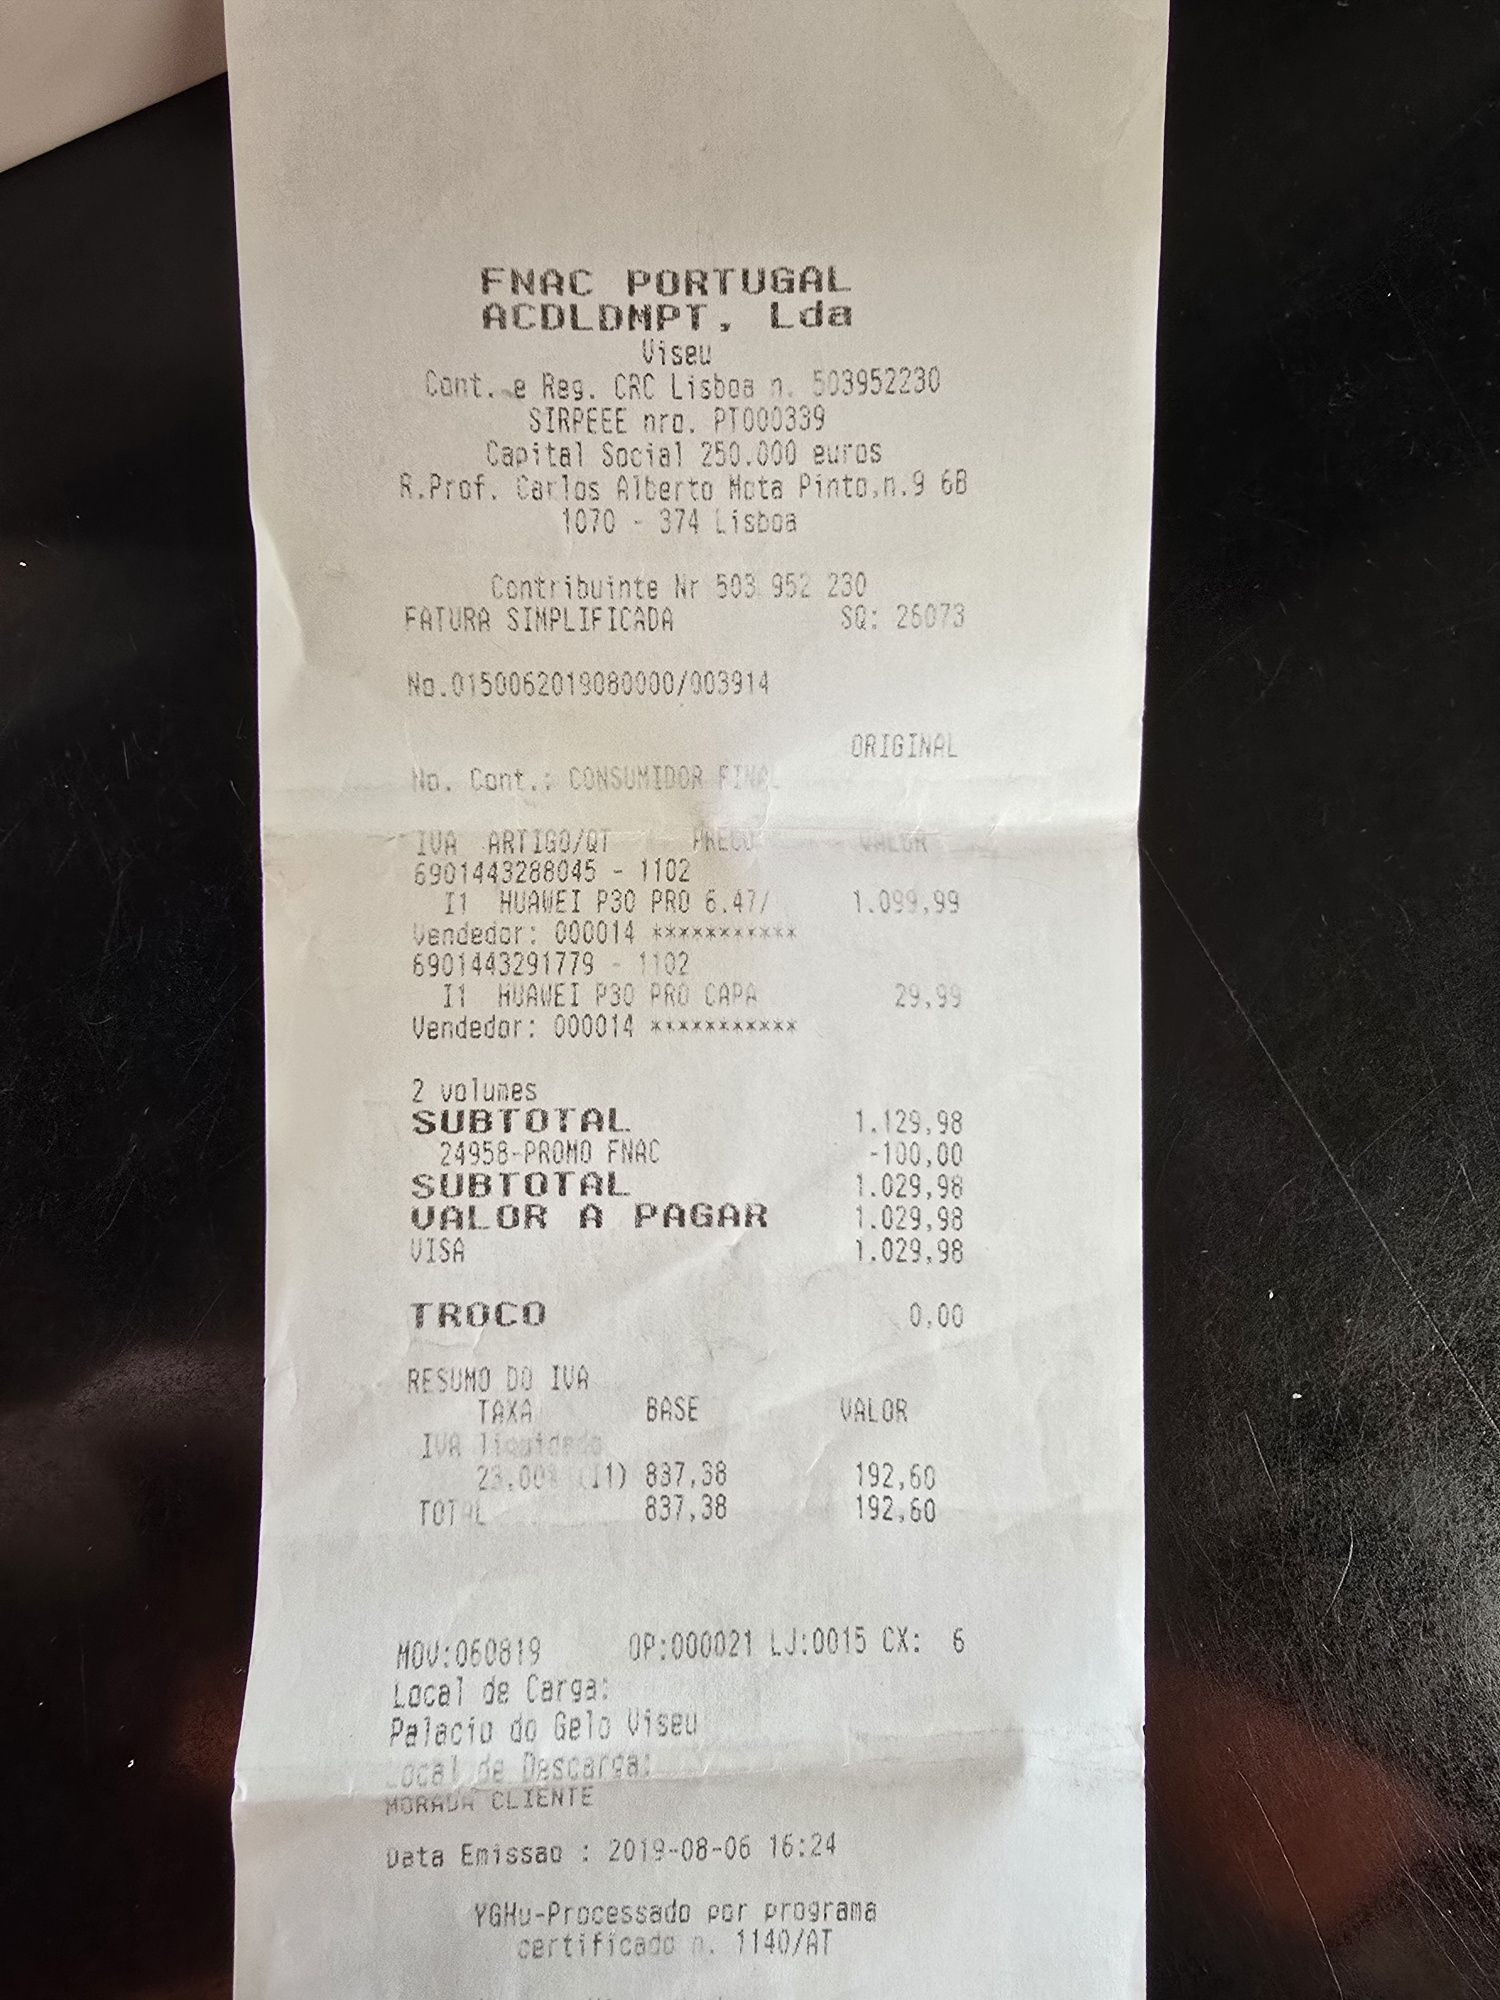 FNAC PORTUGAL
ACDLDMPT, Lda
Viseu
Cont. e Reg. CRC Lisboa n. 503952230
SIRPEEE nro. PT000339
Capital Social 250.000 euros
R.Prof. Carlos Alberto Mota Pinto,n.9 6B
1070 - 374 Lisboa
Contribuinte Nr 503 952 230
FATURA SIMPLIFICADA SQ: 26073
No.0150062019080000/003914
ORIGINAL
No. Cont.: CONSUMIDOR FINAL
IVA ARTIGO/QT PRECO VALOR
6901443288045 - 1102
I1 HUAWEI P30 PRO 6.47/ 1.099,99
Vendedor: 000014 ***********
6901443291779 - 1102
I1 HUAWEI P30 PRO CAPA 29,99
Vendedor: 000014 ***********
2 volumes
SUBTOTAL 1.129,98
24958-PROMO FNAC -100,00
SUBTOTAL 1.029,98
VALOR A PAGAR 1.029,98
VISA 1.029,98
TROCO 0,00
RESUMO DO IVA
TAXA BASE VALOR
IVA liquidado
23,00% (I1) 837,38 192,60
TOTAL 837,38 192,60
MOV:060819 OP:000021 LJ:0015 CX: 6
Local de Carga:
Palacio do Gelo Viseu
Local de Descarga:
MORADA CLIENTE
Data Emissao : 2019-08-06 16:24
YGHu-Processado por programa
certificado n. 1140/AT